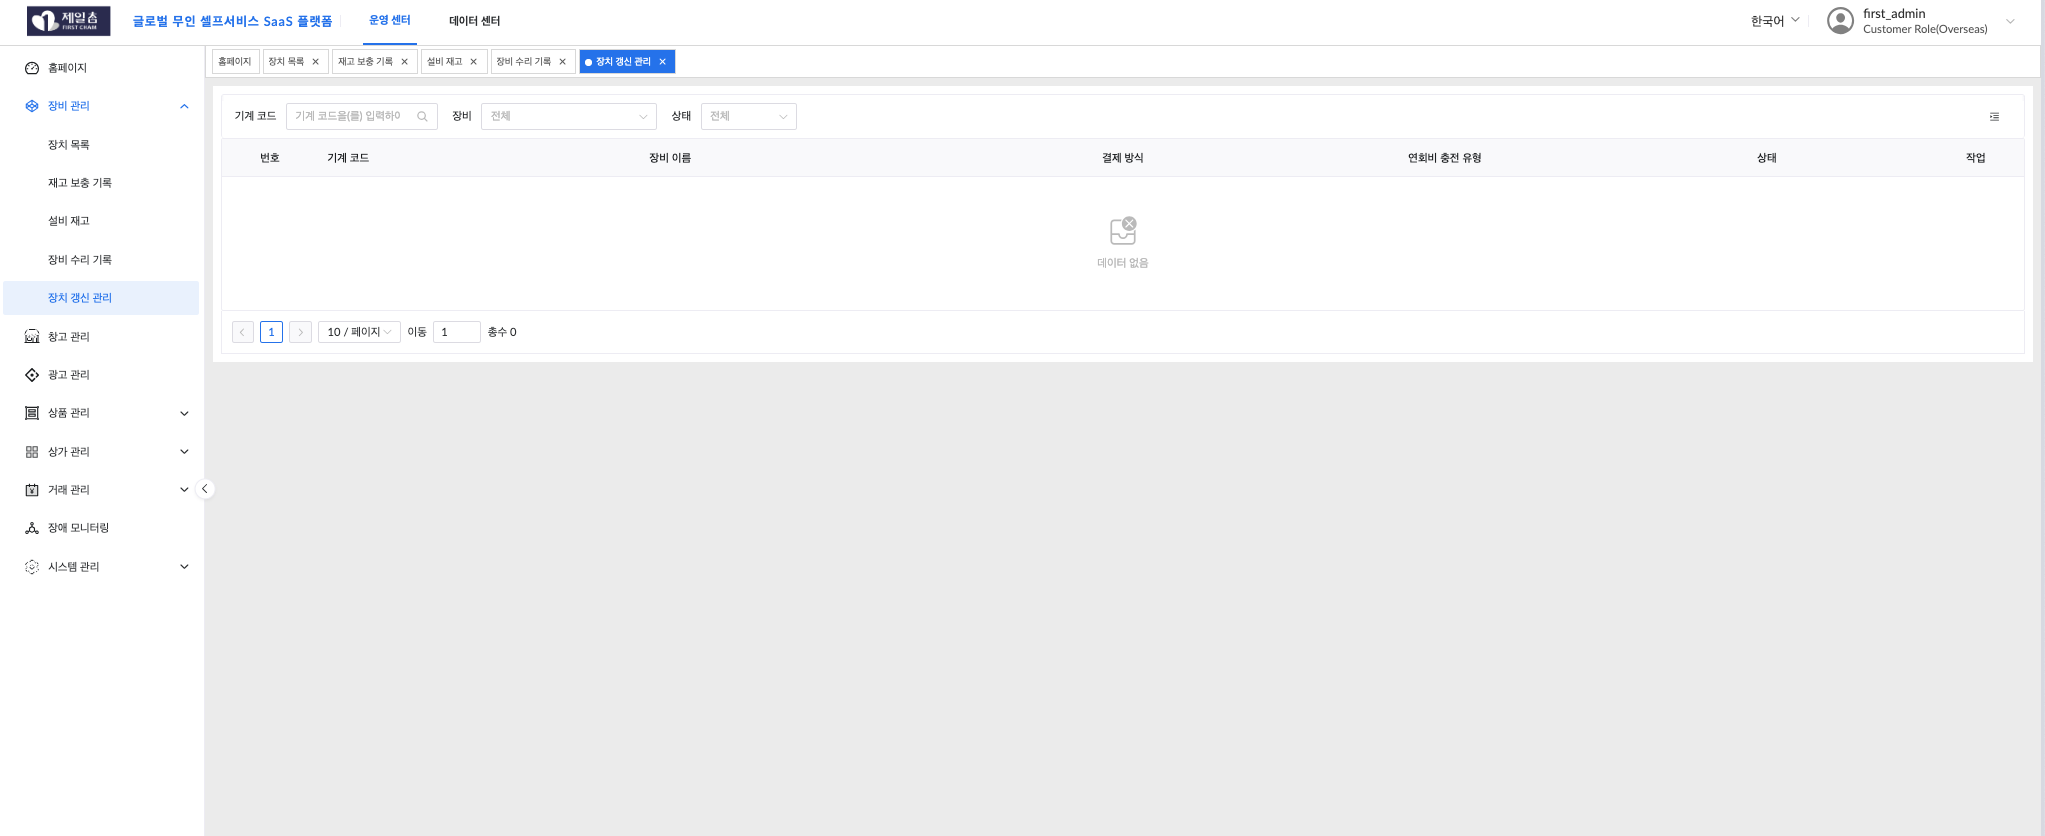 제일춤
FIRST CHAM
글로벌 무인 셀프서비스 SaaS 플랫폼
운영 센터
데이터 센터
한국어
first_admin
Customer Role(Overseas)
홈페이지
장치 목록
재고 보충 기록
설비 재고
장비 수리 기록
장치 갱신 관리
홈페이지
장비 관리
장치 목록
재고 보충 기록
설비 재고
장비 수리 기록
장치 갱신 관리
창고 관리
광고 관리
상품 관리
상가 관리
거래 관리
장애 모니터링
시스템 관리
기계 코드
기계 코드을(를) 입력하
장비
전체
상태
전체
번호
기계 코드
장비 이름
결제 방식
연회비 충전 유형
상태
작업
데이터 없음
1
10 / 페이지
이동
1
총수 0